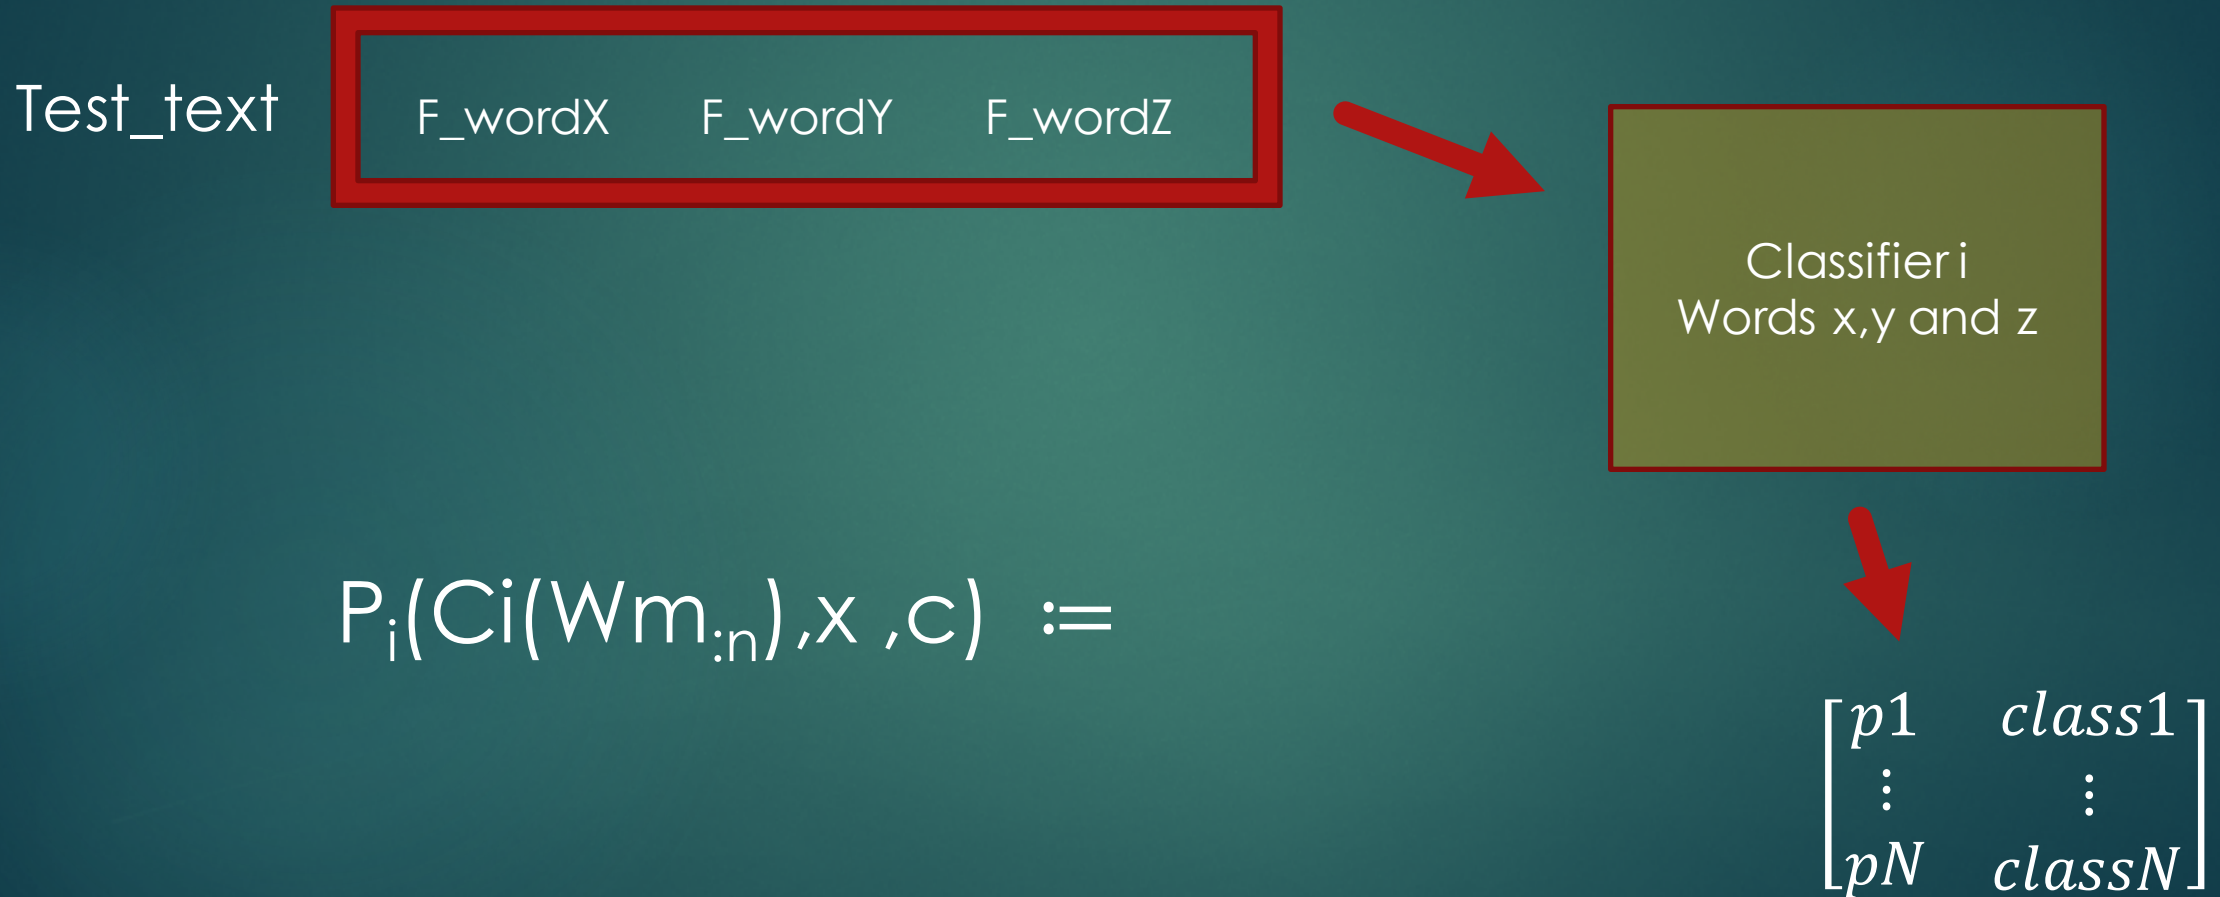 Test_text F_wordX F_wordY F_wordZ
Classifier i
Words x,y and z
Pᵢ(Ci(Wm:n),x ,c) :=
p1 class1
⋮ ⋮
pN classN